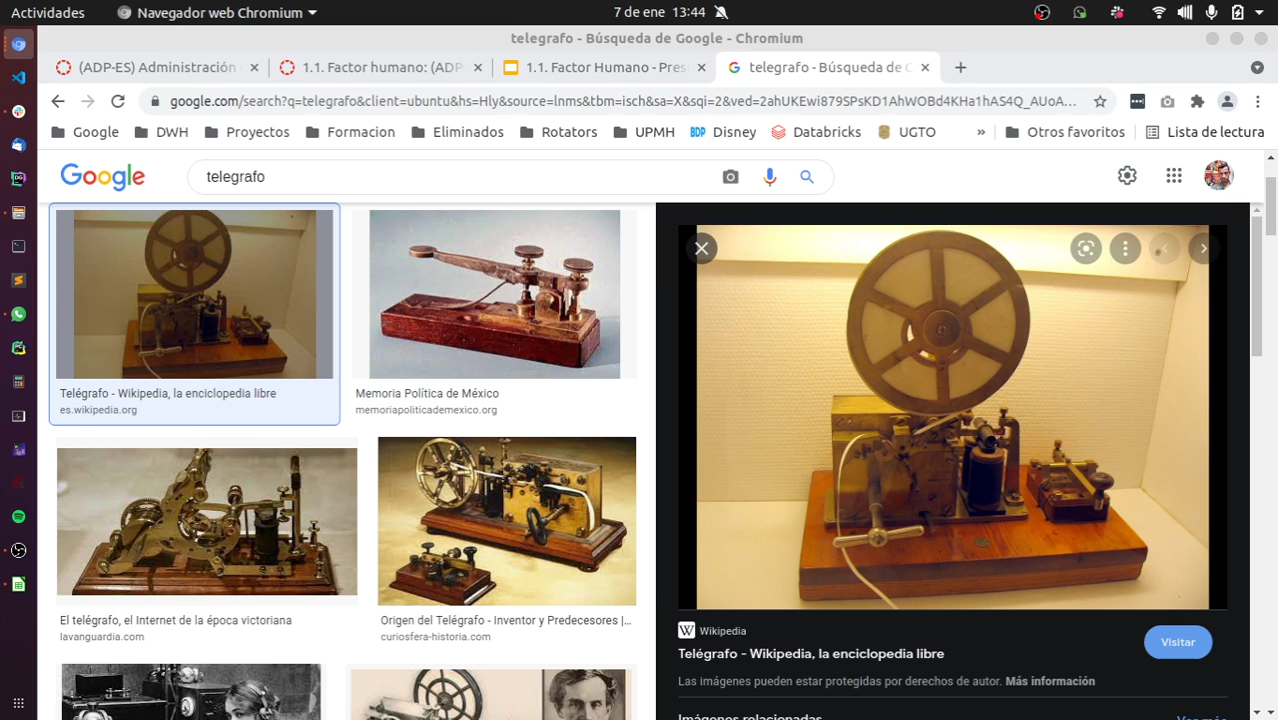 Actividades
Navegador web Chromium
7 de ene 13:44
telegrafo - Búsqueda de Google - Chromium
(ADP-ES) Administración
1.1. Factor humano: (ADP
1.1. Factor Humano - Pres
telegrafo - Búsqueda de G
google.com/search?q=telegrafo&client=ubuntu&hs=Hly&source=lnms&tbm=isch&sa=X&sqi=2&ved=2ahUKEwi879SPsKD1AhWOBd4KHa1hAS4Q_AUoA...
Google
DWH
Proyectos
Formacion
Eliminados
Rotators
UPMH
BDP Disney
Databricks
UGTO
»
Otros favoritos
Lista de lectura
Google
telegrafo
Telégrafo - Wikipedia, la enciclopedia libre
es.wikipedia.org
Memoria Política de México
memoriapoliticademexico.org
El telégrafo, el Internet de la época victoriana
lavanguardia.com
Origen del Telégrafo - Inventor y Predecesores |...
curiosfera-historia.com
W Wikipedia
Visitar
Telégrafo - Wikipedia, la enciclopedia libre
Las imágenes pueden estar protegidas por derechos de autor. Más información
Imágenes relacionadas
Ver más